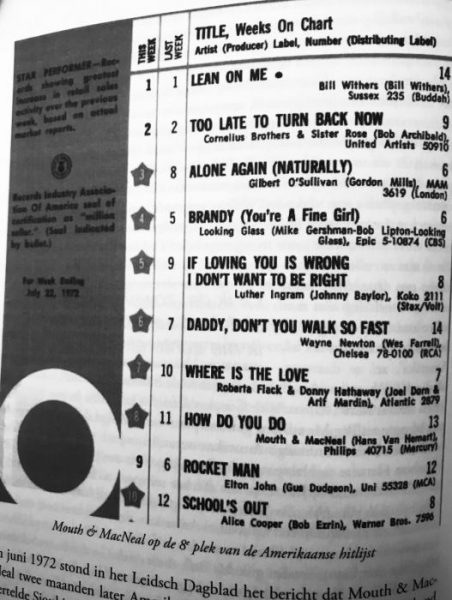 STAR PERFORMER—Rec-
ords showing greatest
increase in retail sales
activity over the previous
week, based on actual
market reports.
Records Industry Associa-
tion Of America seal of
certification as "million
seller." (Seal indicated
by bullet.)
For Week Ending
July 22, 1972
THIS WEEK
LAST WEEK
TITLE, Weeks On Chart
Artist (Producer) Label, Number (Distributing Label)
1 1 LEAN ON ME • 14
Bill Withers (Bill Withers),
Sussex 235 (Buddah)
2 2 TOO LATE TO TURN BACK NOW 9
Cornelius Brothers & Sister Rose (Bob Archibald),
United Artists 50910
3 8 ALONE AGAIN (NATURALLY) 6
Gilbert O'Sullivan (Gordon Mills), MAM
3619 (London)
4 5 BRANDY (You're A Fine Girl) 6
Looking Glass (Mike Gershman-Bob Lipton-Looking
Glass), Epic 5-10874 (CBS)
5 9 IF LOVING YOU IS WRONG
I DON'T WANT TO BE RIGHT 8
Luther Ingram (Johnny Baylor), Koko 2111
(Stax/Volt)
6 7 DADDY, DON'T YOU WALK SO FAST 14
Wayne Newton (Wes Farrell),
Chelsea 78-0100 (RCA)
7 10 WHERE IS THE LOVE 7
Roberta Flack & Donny Hathaway (Joel Dorn &
Arif Mardin), Atlantic 2879
8 11 HOW DO YOU DO 13
Mouth & MacNeal (Hans Van Hemert),
Philips 40715 (Mercury)
9 6 ROCKET MAN 12
Elton John (Gus Dudgeon), Uni 55328 (MCA)
10 12 SCHOOL'S OUT 8
Alice Cooper (Bob Ezrin), Warner Bros. 7596
Mouth & MacNeal op de 8e plek van de Amerikaanse hitlijst
n juni 1972 stond in het Leidsch Dagblad het bericht dat Mouth & Mac-
eal twee maanden later